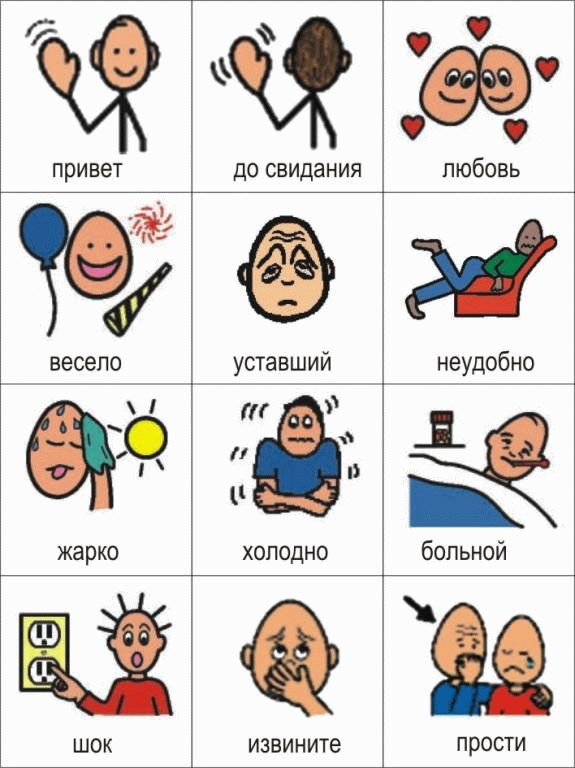 привет
до свидания
любовь
весело
уставший
неудобно
жарко
холодно
больной
шок
извините
прости